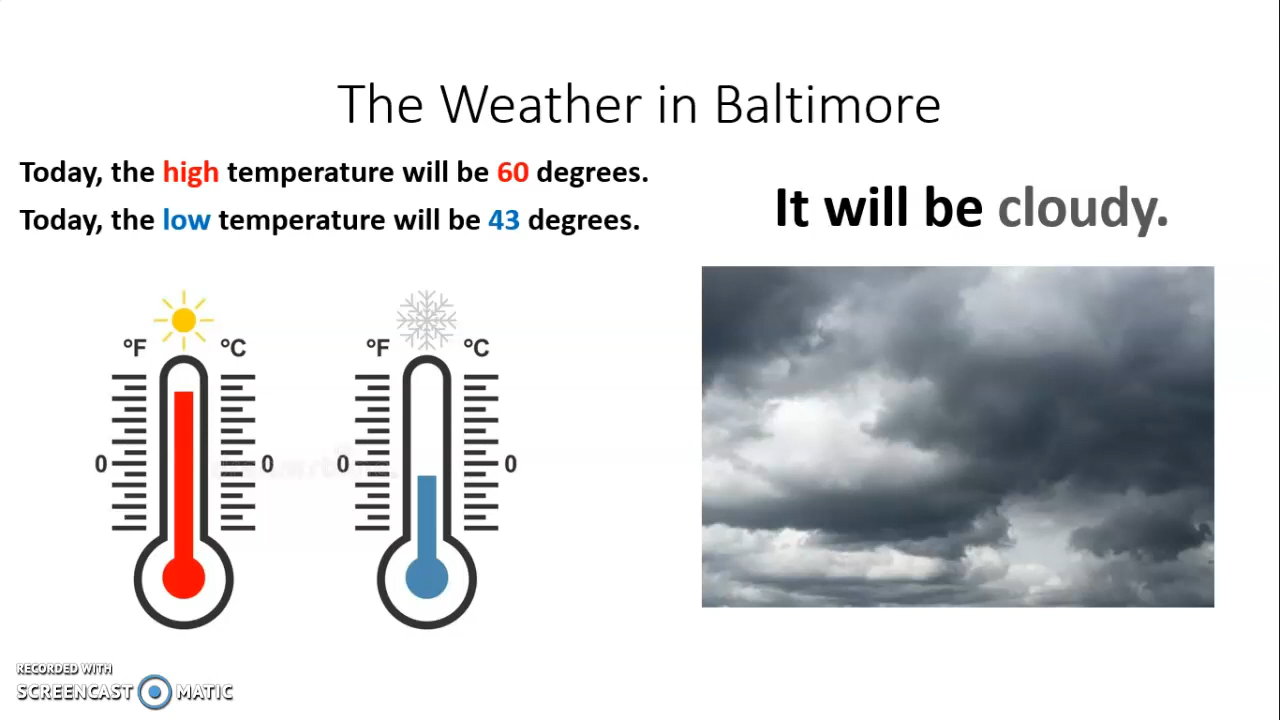 The Weather in Baltimore
Today, the high temperature will be 60 degrees.
Today, the low temperature will be 43 degrees.
It will be cloudy.
°F °C °F °C
0 0 0 0
RECORDED WITH
SCREENCAST MATIC